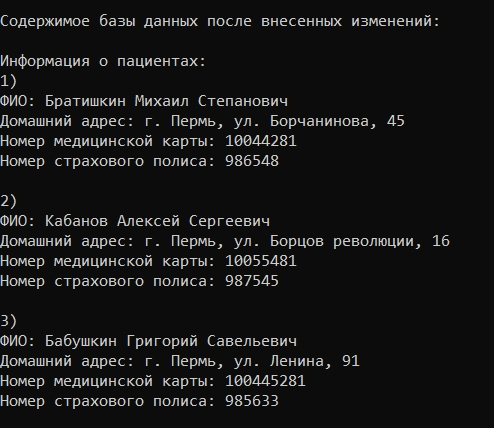 Содержимое базы данных после внесенных изменений:
Информация о пациентах:
1)
ФИО: Братишкин Михаил Степанович
Домашний адрес: г. Пермь, ул. Борчанинова, 45
Номер медицинской карты: 10044281
Номер страхового полиса: 986548
2)
ФИО: Кабанов Алексей Сергеевич
Домашний адрес: г. Пермь, ул. Борцов революции, 16
Номер медицинской карты: 10055481
Номер страхового полиса: 987545
3)
ФИО: Бабушкин Григорий Савельевич
Домашний адрес: г. Пермь, ул. Ленина, 91
Номер медицинской карты: 100445281
Номер страхового полиса: 985633